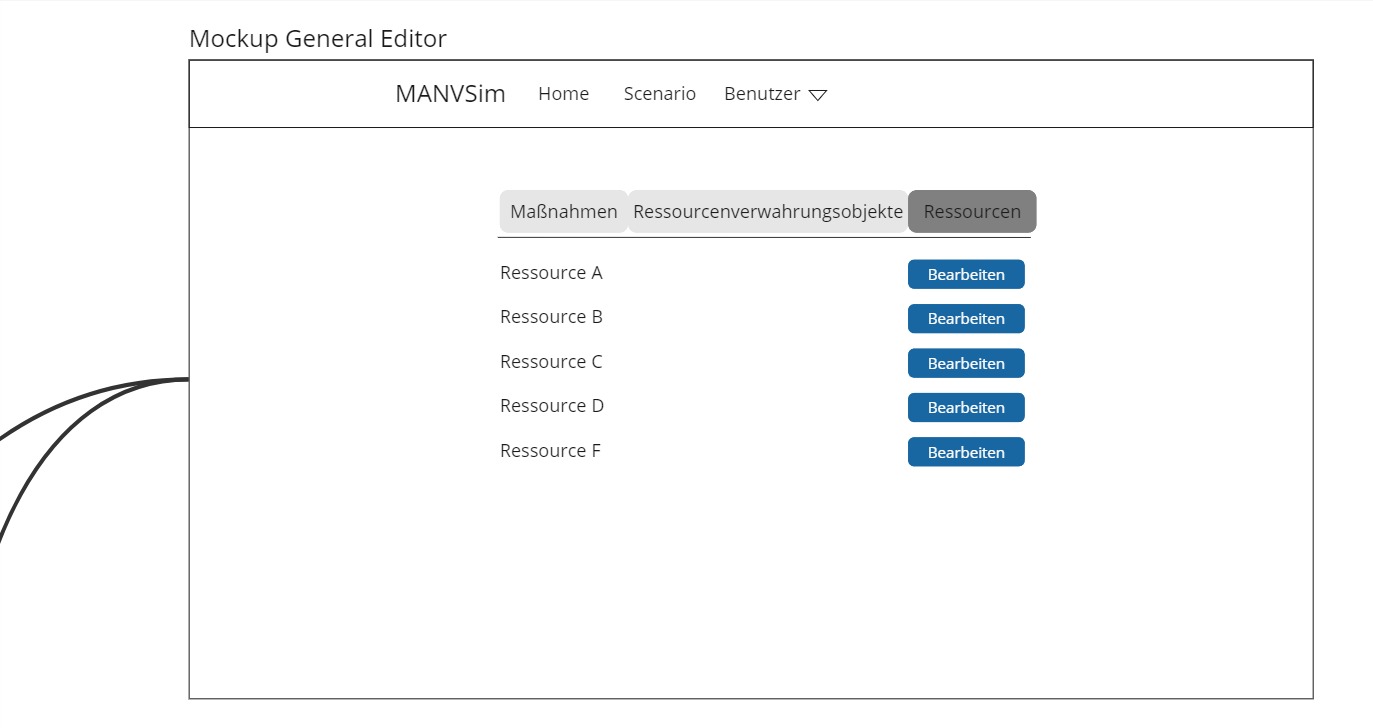 Mockup General Editor
MANVSim Home Scenario Benutzer
Maßnahmen Ressourcenverwahrungsobjekte Ressourcen
Ressource A Bearbeiten
Ressource B Bearbeiten
Ressource C Bearbeiten
Ressource D Bearbeiten
Ressource F Bearbeiten